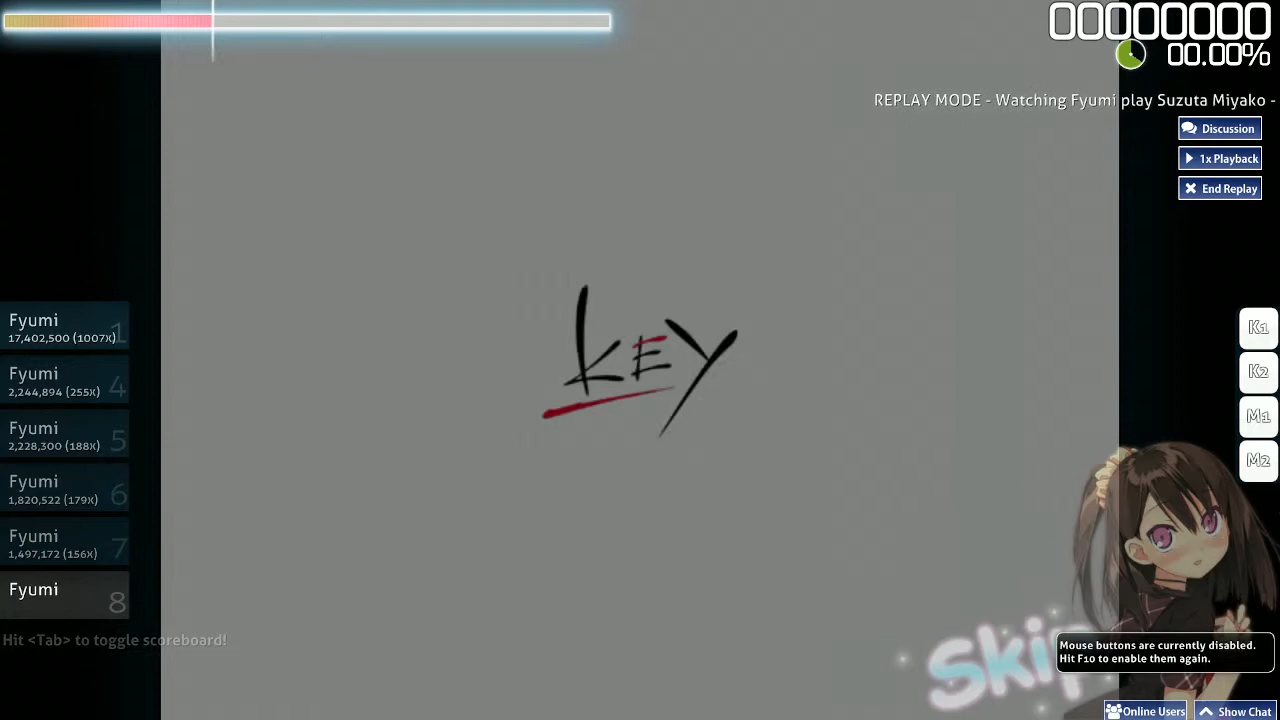 00000000
00.00%
REPLAY MODE - Watching Fyumi play Suzuta Miyako -
Discussion
1x Playback
End Replay
KEY
Fyumi
17,402,500 (1007X)
1
Fyumi
2,244,894 (255X)
4
Fyumi
2,228,300 (188X)
5
Fyumi
1,820,522 (179X)
6
Fyumi
1,497,172 (156X)
7
Fyumi
8
K1
K2
M1
M2
Hit <Tab> to toggle scoreboard!
Skip
Mouse buttons are currently disabled.
Hit F10 to enable them again.
Online Users
Show Chat